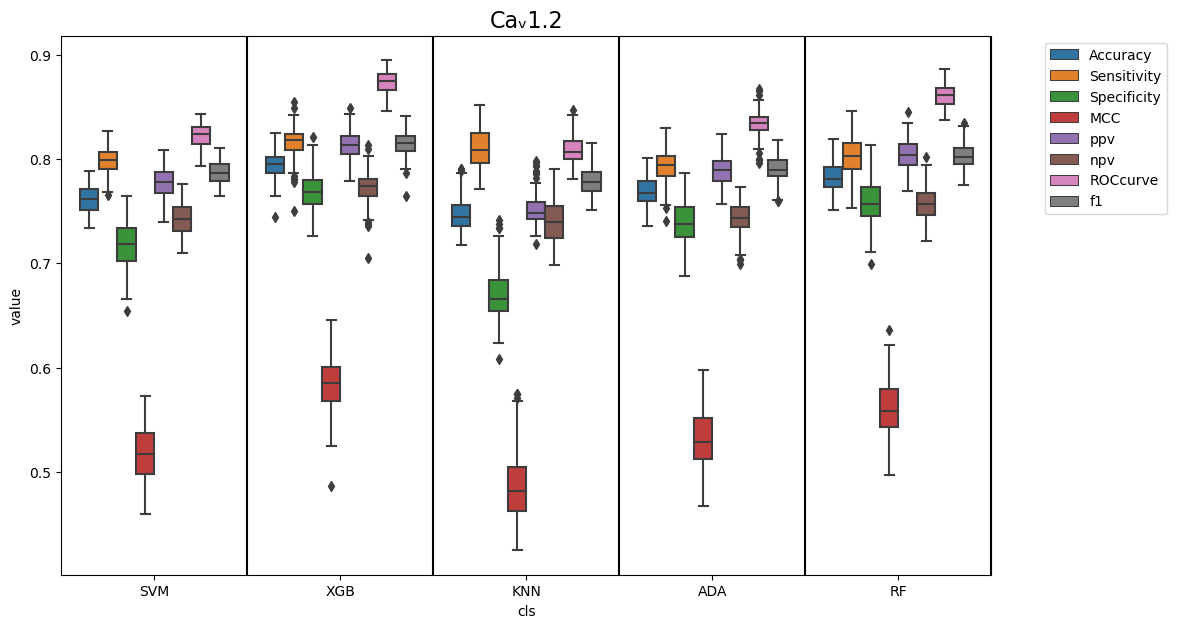 Caᵥ1.2
value
0.9
0.8
0.7
0.6
0.5
SVM
XGB
KNN
ADA
RF
cls
Accuracy
Sensitivity
Specificity
MCC
ppv
npv
ROCcurve
f1